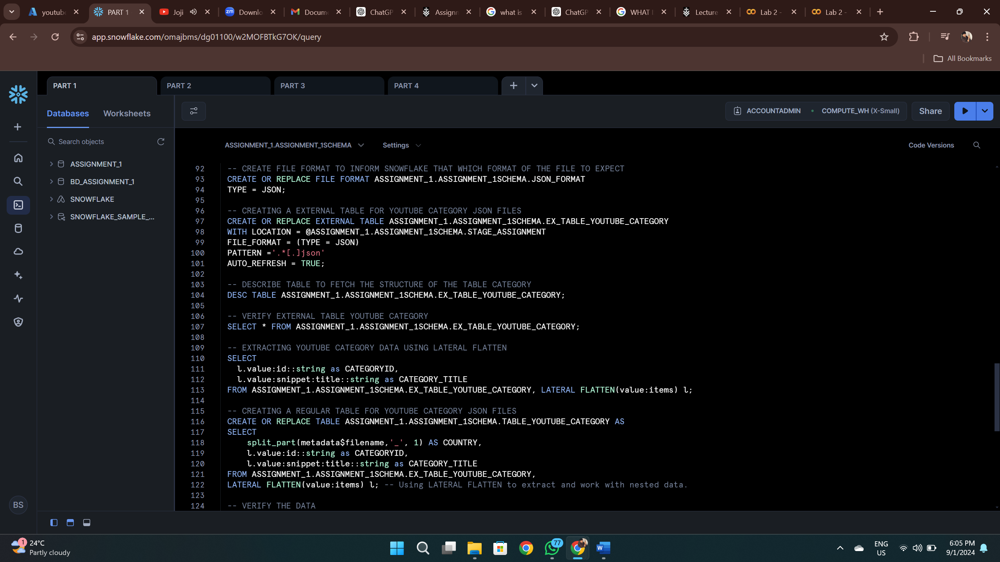 youtube
PART 1
Joji
Downlo
Docume
ChatGP
Assignm
what is
ChatGP
WHAT I
Lecture
Lab 2 -
Lab 2 -
app.snowflake.com/omajbms/dg01100/w2MOFBTkG7OK/query
All Bookmarks
PART 1
PART 2
PART 3
PART 4
Databases
Worksheets
ACCOUNTADMIN
COMPUTE_WH (X-Small)
Share
Search objects
ASSIGNMENT_1
BD_ASSIGNMENT_1
SNOWFLAKE
SNOWFLAKE_SAMPLE_...
ASSIGNMENT_1.ASSIGNMENT_1SCHEMA
Settings
Code Versions
92 -- CREATE FILE FORMAT TO INFORM SNOWFLAKE THAT WHICH FORMAT OF THE FILE TO EXPECT
93 CREATE OR REPLACE FILE FORMAT ASSIGNMENT_1.ASSIGNMENT_1SCHEMA.JSON_FORMAT
94 TYPE = JSON;
95
96 -- CREATING A EXTERNAL TABLE FOR YOUTUBE CATEGORY JSON FILES
97 CREATE OR REPLACE EXTERNAL TABLE ASSIGNMENT_1.ASSIGNMENT_1SCHEMA.EX_TABLE_YOUTUBE_CATEGORY
98 WITH LOCATION = @ASSIGNMENT_1.ASSIGNMENT_1SCHEMA.STAGE_ASSIGNMENT
99 FILE_FORMAT = (TYPE = JSON)
100 PATTERN ='.*[.]json'
101 AUTO_REFRESH = TRUE;
102
103 -- DESCRIBE TABLE TO FETCH THE STRUCTURE OF THE TABLE CATEGORY
104 DESC TABLE ASSIGNMENT_1.ASSIGNMENT_1SCHEMA.EX_TABLE_YOUTUBE_CATEGORY;
105
106 -- VERIFY EXTERNAL TABLE YOUTUBE CATEGORY
107 SELECT * FROM ASSIGNMENT_1.ASSIGNMENT_1SCHEMA.EX_TABLE_YOUTUBE_CATEGORY;
108
109 -- EXTRACTING YOUTUBE CATEGORY DATA USING LATERAL FLATTEN
110 SELECT
111 l.value:id::string as CATEGORYID,
112 l.value:snippet:title::string as CATEGORY_TITLE
113 FROM ASSIGNMENT_1.ASSIGNMENT_1SCHEMA.EX_TABLE_YOUTUBE_CATEGORY, LATERAL FLATTEN(value:items) l;
114
115 -- CREATING A REGULAR TABLE FOR YOUTUBE CATEGORY JSON FILES
116 CREATE OR REPLACE TABLE ASSIGNMENT_1.ASSIGNMENT_1SCHEMA.TABLE_YOUTUBE_CATEGORY AS
117 SELECT
118 split_part(metadata$filename,'_', 1) AS COUNTRY,
119 l.value:id::string as CATEGORYID,
120 l.value:snippet:title::string as CATEGORY_TITLE
121 FROM ASSIGNMENT_1.ASSIGNMENT_1SCHEMA.EX_TABLE_YOUTUBE_CATEGORY,
122 LATERAL FLATTEN(value:items) l; -- Using LATERAL FLATTEN to extract and work with nested data.
123
124 -- VERIFY THE DATA
BS
1
24°C
Partly cloudy
77
ENG
US
6:05 PM
9/1/2024